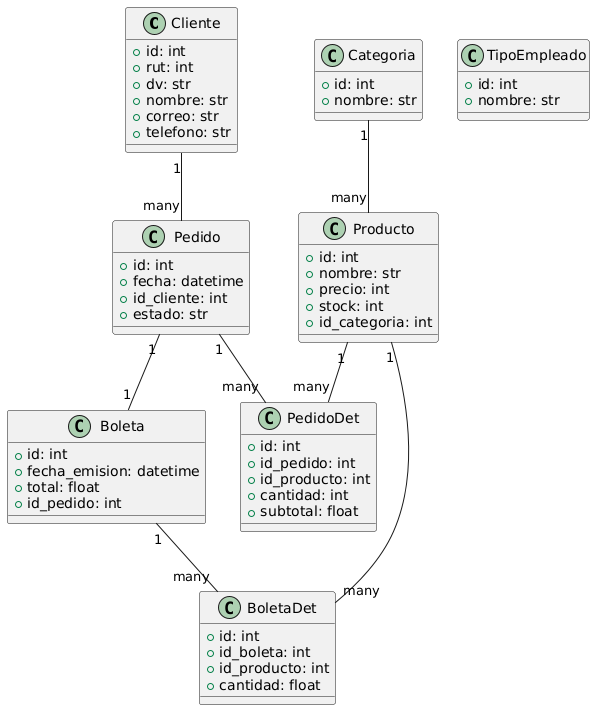 C Cliente
id: int
rut: int
dv: str
nombre: str
correo: str
telefono: str
C Categoria
id: int
nombre: str
C TipoEmpleado
id: int
nombre: str
1
many
1
many
C Pedido
id: int
fecha: datetime
id_cliente: int
estado: str
C Producto
id: int
nombre: str
precio: int
stock: int
id_categoria: int
1
1
1
many
1
many
1
many
C Boleta
id: int
fecha_emision: datetime
total: float
id_pedido: int
C PedidoDet
id: int
id_pedido: int
id_producto: int
cantidad: int
subtotal: float
1
many
C BoletaDet
id: int
id_boleta: int
id_producto: int
cantidad: float